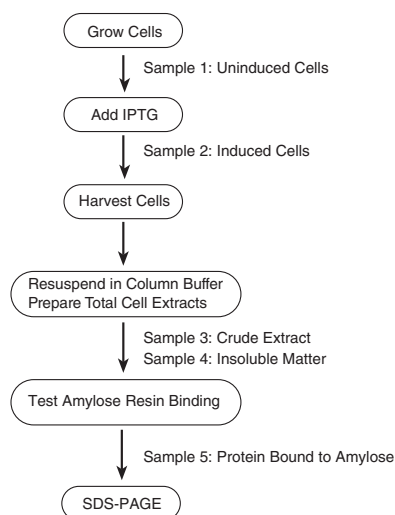 Grow Cells
Sample 1: Uninduced Cells
Add IPTG
Sample 2: Induced Cells
Harvest Cells
Resuspend in Column Buffer
Prepare Total Cell Extracts
Sample 3: Crude Extract
Sample 4: Insoluble Matter
Test Amylose Resin Binding
Sample 5: Protein Bound to Amylose
SDS-PAGE